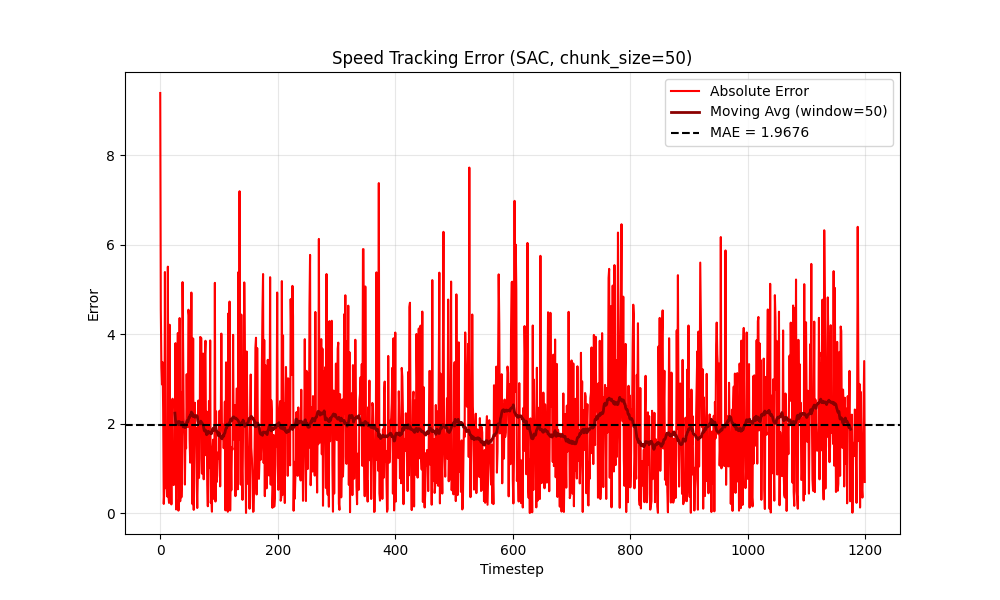 Speed Tracking Error (SAC, chunk_size=50)
Absolute Error
Moving Avg (window=50)
MAE = 1.9676
Error
8
6
4
2
0
0 200 400 600 800 1000 1200
Timestep